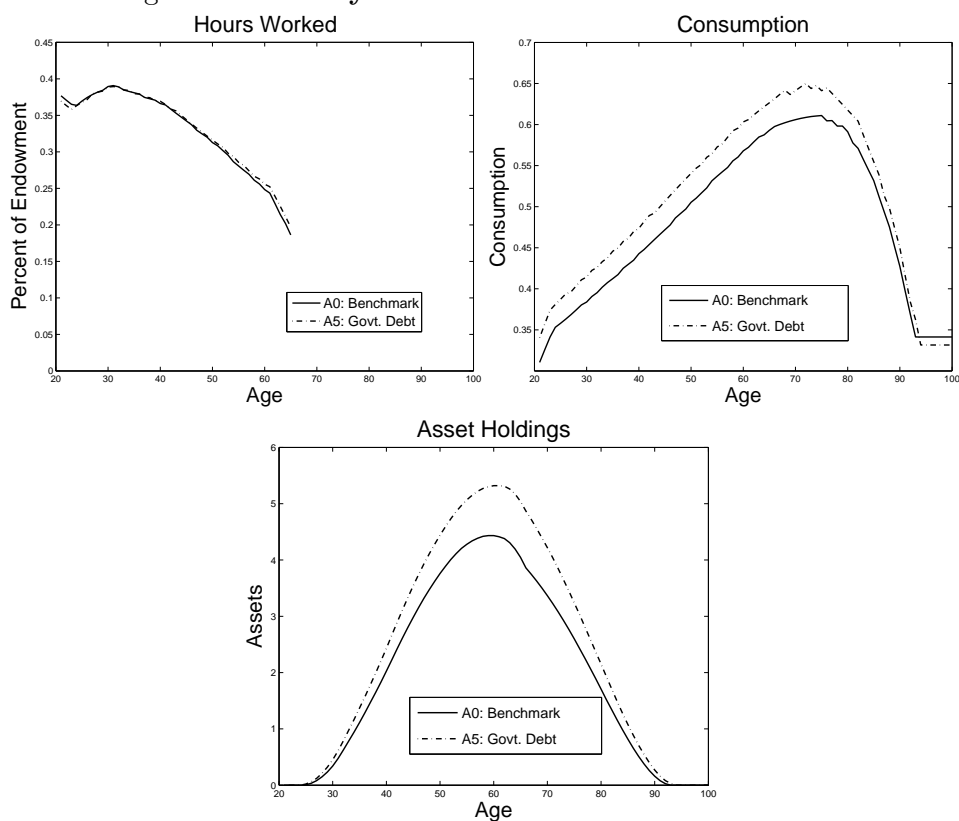 Hours Worked
Percent of Endowment
0.45
0.4
0.35
0.3
0.25
0.2
0.15
0.1
0.05
0
A0: Benchmark
A5: Govt. Debt
20 30 40 50 60 70 80 90 100
Age
Consumption
Consumption
0.7
0.65
0.6
0.55
0.5
0.45
0.4
0.35
A0: Benchmark
A5: Govt. Debt
20 30 40 50 60 70 80 90 100
Age
Asset Holdings
Assets
6
5
4
3
2
1
0
A0: Benchmark
A5: Govt. Debt
20 30 40 50 60 70 80 90 100
Age